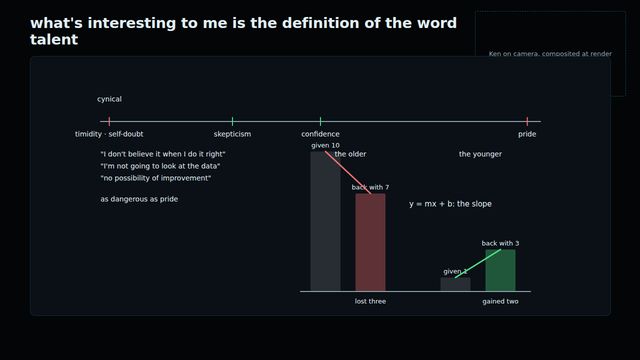 what's interesting to me is the definition of the word
talent
Ken on camera, composited at render
cynical
timidity · self-doubt
skepticism
confidence
pride
given 10
"I don't believe it when I do it right"
the older
the younger
"I'm not going to look at the data"
"no possibility of improvement"
back with 7
as dangerous as pride
y = mx + b: the slope
back with 3
given 1
lost three
gained two